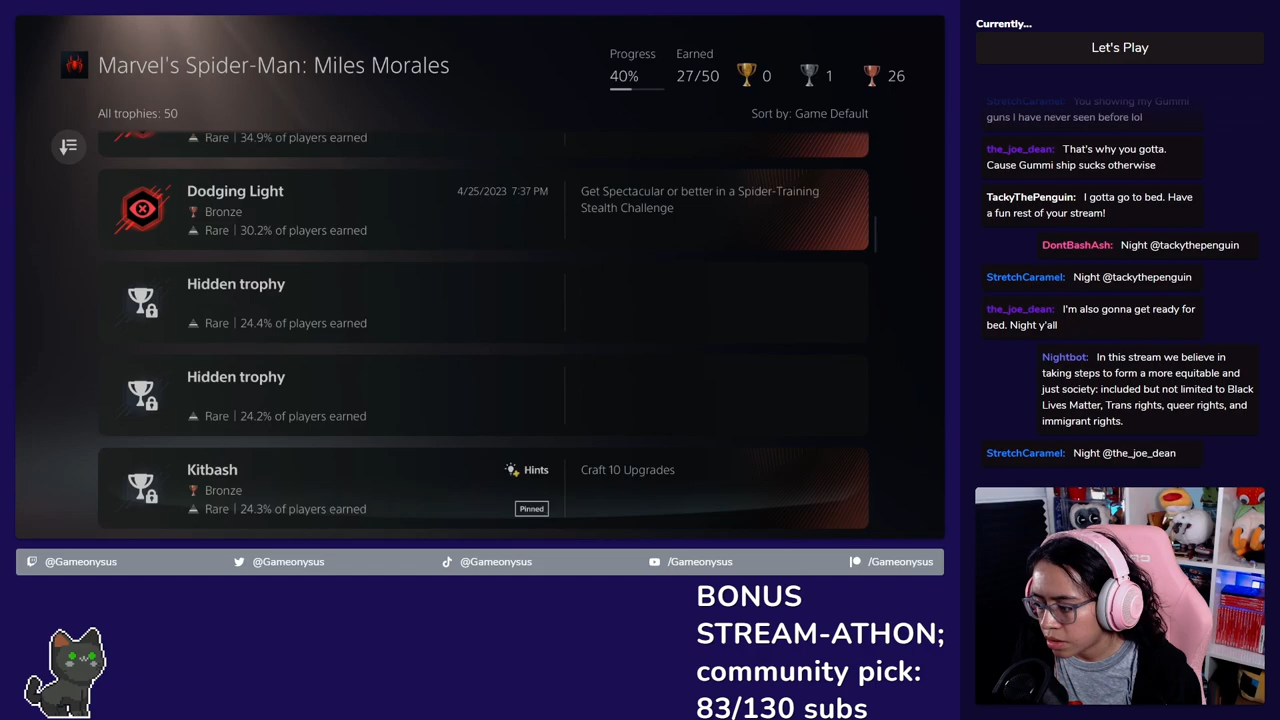 Marvel's Spider-Man: Miles Morales
Progress
40%
Earned
27/50
0
1
26
All trophies: 50
Sort by: Game Default
Rare | 34.9% of players earned
Dodging Light
4/25/2023 7:37 PM
Bronze
Rare | 30.2% of players earned
Get Spectacular or better in a Spider-Training
Stealth Challenge
Hidden trophy
Rare | 24.4% of players earned
Hidden trophy
Rare | 24.2% of players earned
Kitbash
Hints
Bronze
Rare | 24.3% of players earned
Pinned
Craft 10 Upgrades
@Gameonysus
@Gameonysus
@Gameonysus
/Gameonysus
/Gameonysus
BONUS
STREAM-ATHON;
community pick:
83/130 subs
Currently...
Let's Play
StretchCaramel: You showing my Gummi
guns I have never seen before lol
the_joe_dean: That's why you gotta.
Cause Gummi ship sucks otherwise
TackyThePenguin: I gotta go to bed. Have
a fun rest of your stream!
DontBashAsh: Night @tackythepenguin
StretchCaramel: Night @tackythepenguin
the_joe_dean: I'm also gonna get ready for
bed. Night y'all
Nightbot: In this stream we believe in
taking steps to form a more equitable and
just society: included but not limited to Black
Lives Matter, Trans rights, queer rights, and
immigrant rights.
StretchCaramel: Night @the_joe_dean